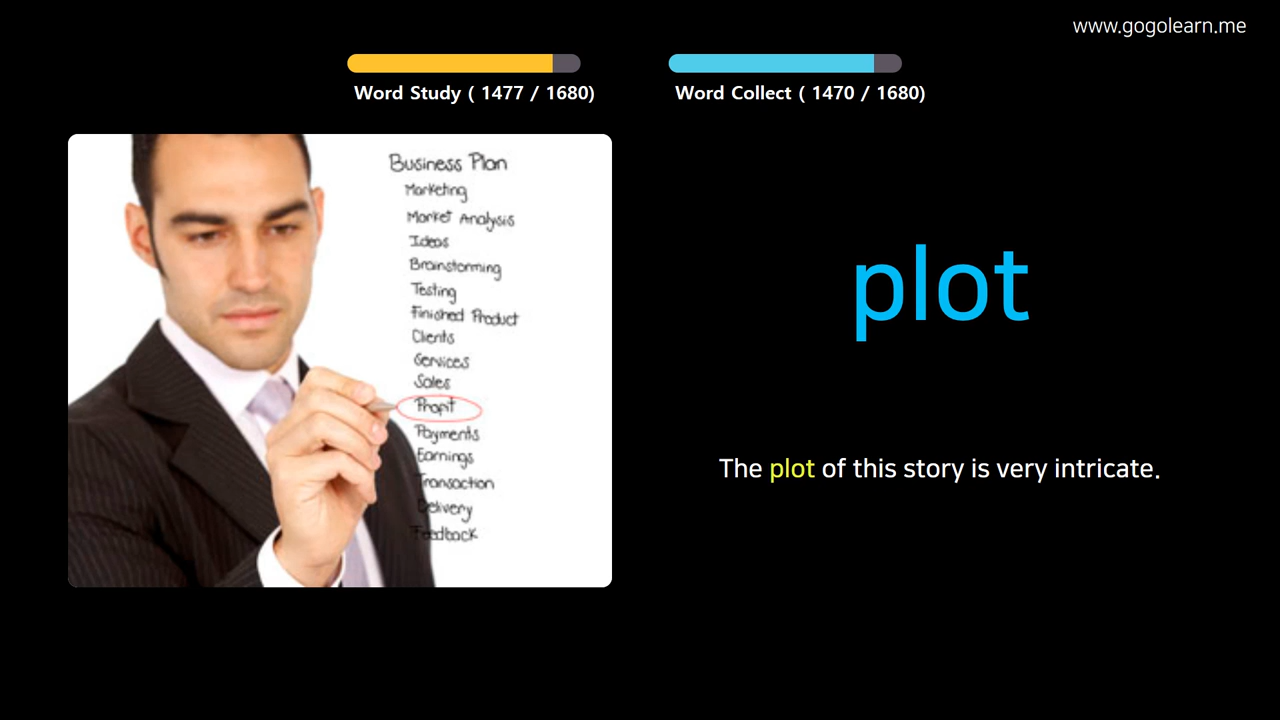 www.gogolearn.me
Word Study ( 1477 / 1680)
Word Collect ( 1470 / 1680)
Business Plan
Marketing
Market Analysis
Ideas
Brainstorming
Testing
Finished Product
Clients
Services
Sales
Profit
Payments
Earnings
Transaction
Delivery
Feedback
plot
The plot of this story is very intricate.